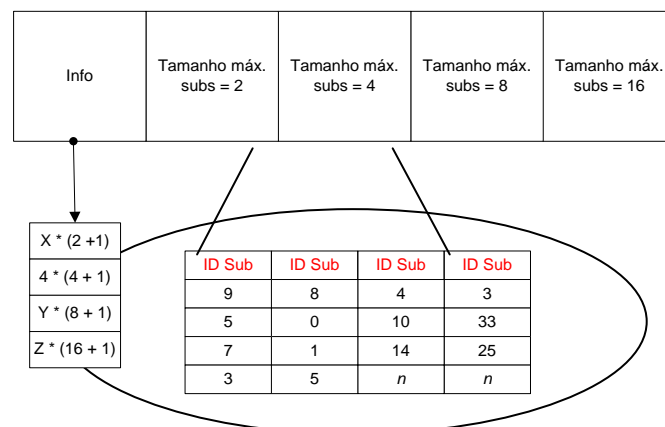 Info
Tamanho máx.
subs = 2
Tamanho máx.
subs = 4
Tamanho máx.
subs = 8
Tamanho máx.
subs = 16
X * (2 +1)
4 * (4 + 1)
Y * (8 + 1)
Z * (16 + 1)
ID Sub ID Sub ID Sub ID Sub
9 8 4 3
5 0 10 33
7 1 14 25
3 5 n n